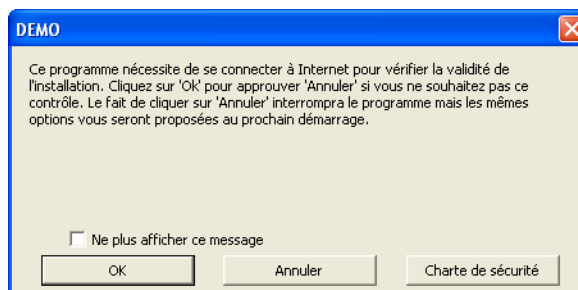 DEMO
Ce programme nécessite de se connecter à Internet pour vérifier la validité de
l'installation. Cliquez sur 'Ok' pour approuver 'Annuler' si vous ne souhaitez pas ce
contrôle. Le fait de cliquer sur 'Annuler' interrompra le programme mais les mêmes
options vous seront proposées au prochain démarrage.
Ne plus afficher ce message
OK
Annuler
Charte de sécurité